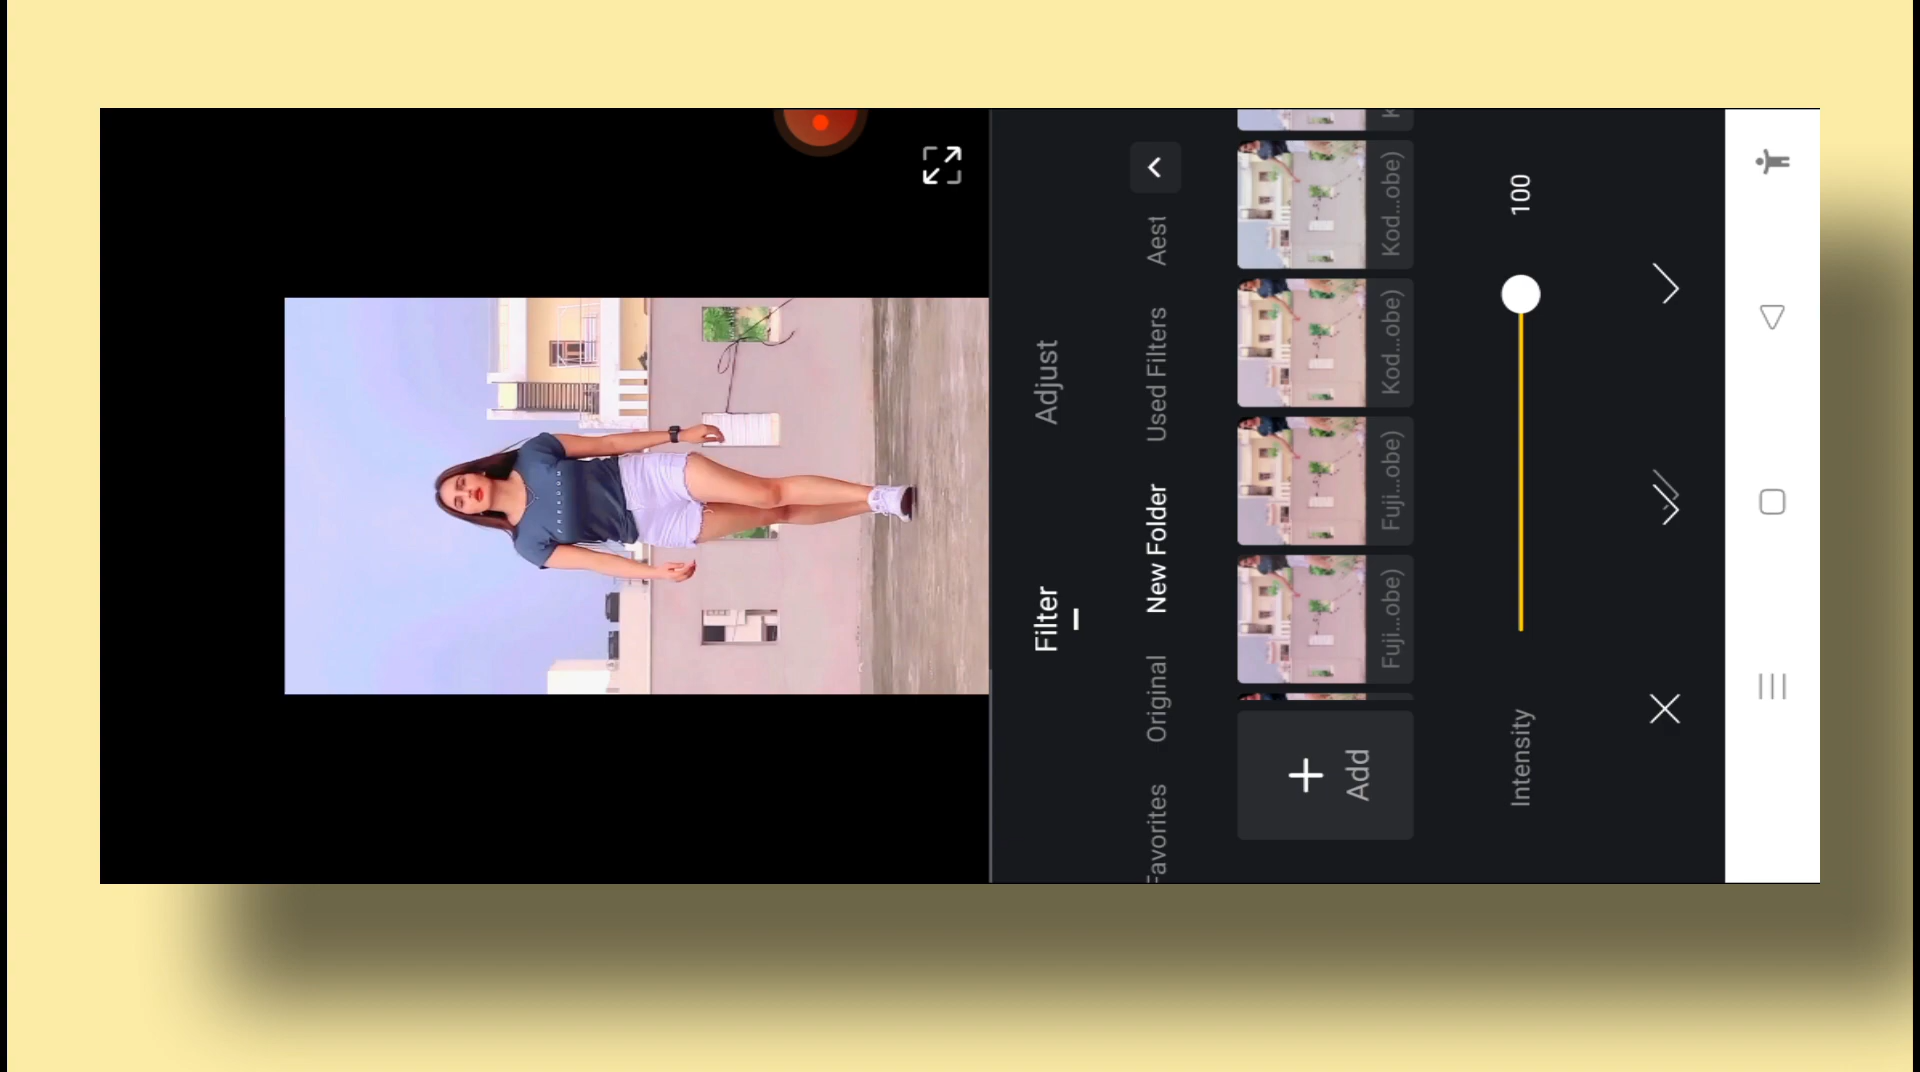 Filter
Adjust
Favorites
Original
New Folder
Used Filters
Aest
Add
Fuji...obe)
Fuji...obe)
Kod...obe)
Kod...obe)
K
Intensity
100